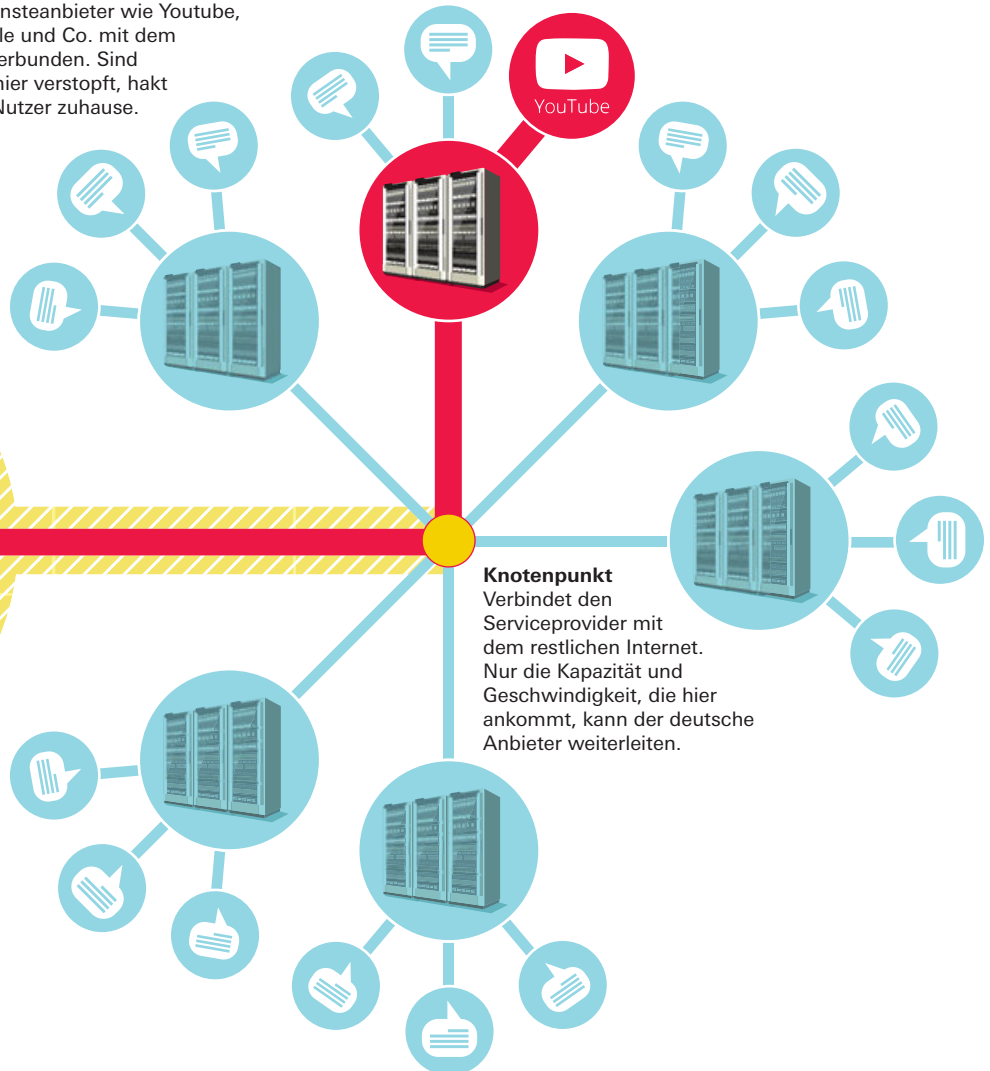 nsteanbieter wie Youtube,
le und Co. mit dem
erbunden. Sind
hier verstopft, hakt
Nutzer zuhause.
YouTube
Knotenpunkt
Verbindet den
Serviceprovider mit
dem restlichen Internet.
Nur die Kapazität und
Geschwindigkeit, die hier
ankommt, kann der deutsche
Anbieter weiterleiten.